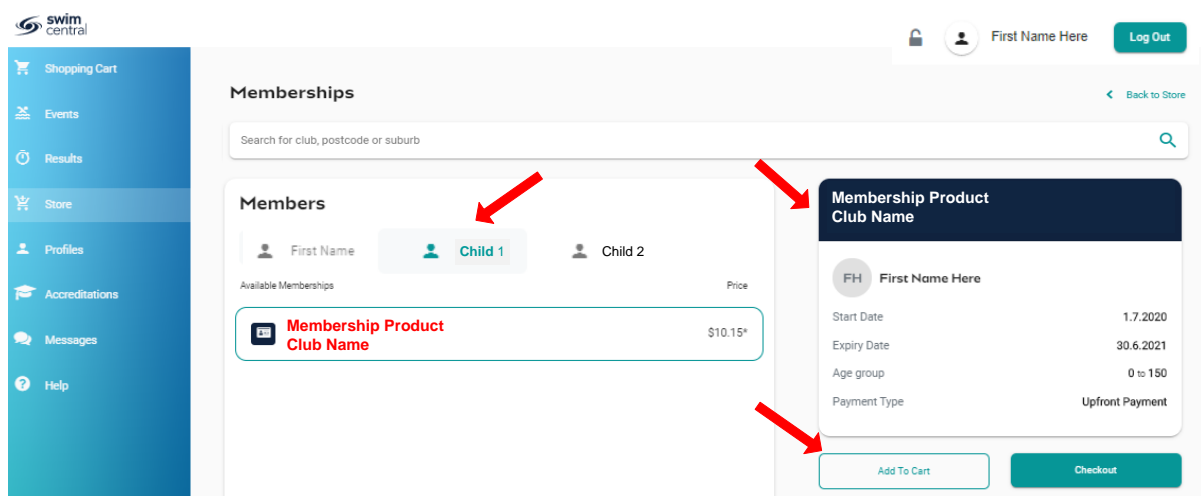 swim
central
First Name Here
Log Out
Shopping Cart
Events
Results
Store
Profiles
Accreditations
Messages
Help
Memberships
Back to Store
Search for club, postcode or suburb
Members
First Name
Child 1
Child 2
Available Memberships
Price
Membership Product
Club Name
$10.15*
Membership Product
Club Name
FH First Name Here
Start Date 1.7.2020
Expiry Date 30.6.2021
Age group 0 to 150
Payment Type Upfront Payment
Add To Cart
Checkout